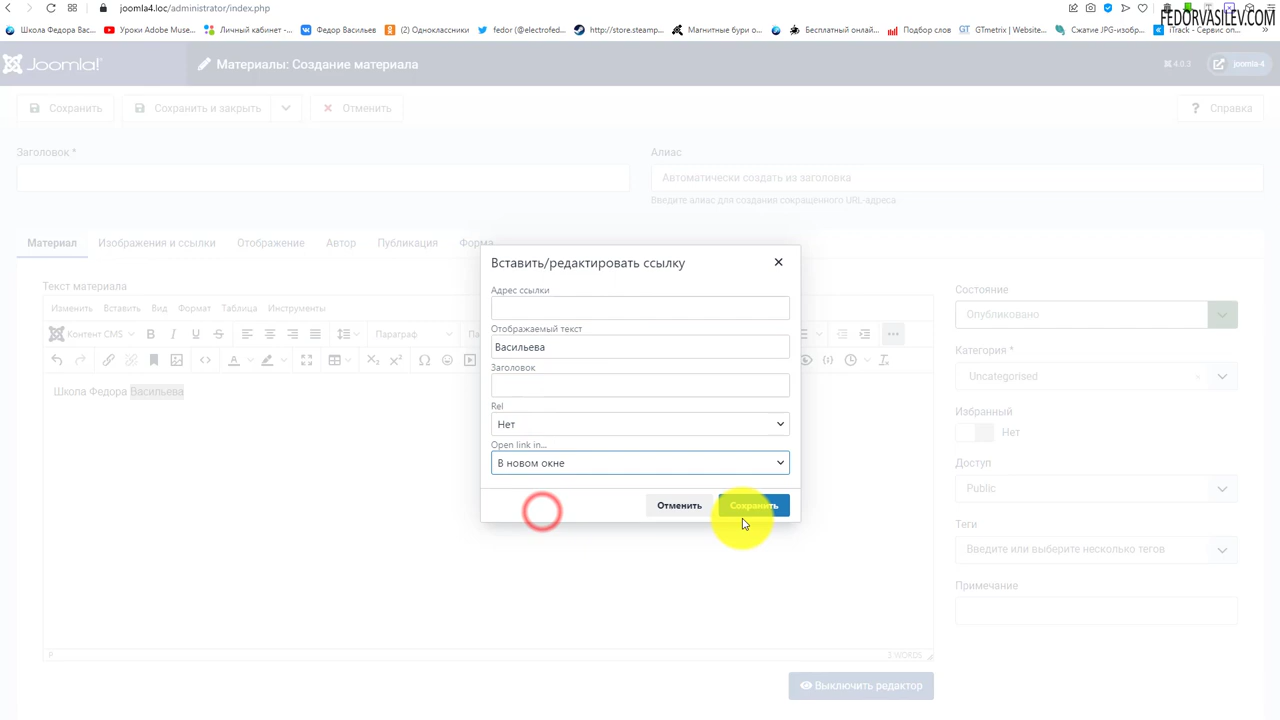 joomla4.loc/administrator/index.php
FEDORVASILEV.COM
Школа Федора Вас...
Уроки Adobe Muse...
Личный кабинет -...
Федор Васильев
(2) Одноклассники
fedor (@electrofed...
http://store.steamp...
Магнитные бури о...
Бесплатный онлай...
Подбор слов
GTmetrix | Website...
Сжатие JPG-изобр...
iTrack - Сервис оп...
Joomla!
Материалы: Создание материала
4.0.3
joomla-4
Сохранить
Сохранить и закрыть
Отменить
? Справка
Заголовок *
Алиас
Автоматически создать из заголовка
Введите алиас для создания сокращённого URL-адреса
Материал
Изображения и ссылки
Отображение
Автор
Публикация
Форма
Текст материала
Изменить
Вставить
Вид
Формат
Таблица
Инструменты
Контент CMS
B I U S
Параграф
Школа Федора Васильева
P
2 WORDS
Выключить редактор
Вставить/редактировать ссылку
Адрес ссылки
Отображаемый текст
Васильева
Заголовок
Rel
Нет
Open link in...
В новом окне
Отменить
Сохранить
Состояние
Опубликовано
Категория *
Uncategorised
Избранный
Нет
Доступ
Public
Теги
Введите или выберите несколько тегов
Примечание